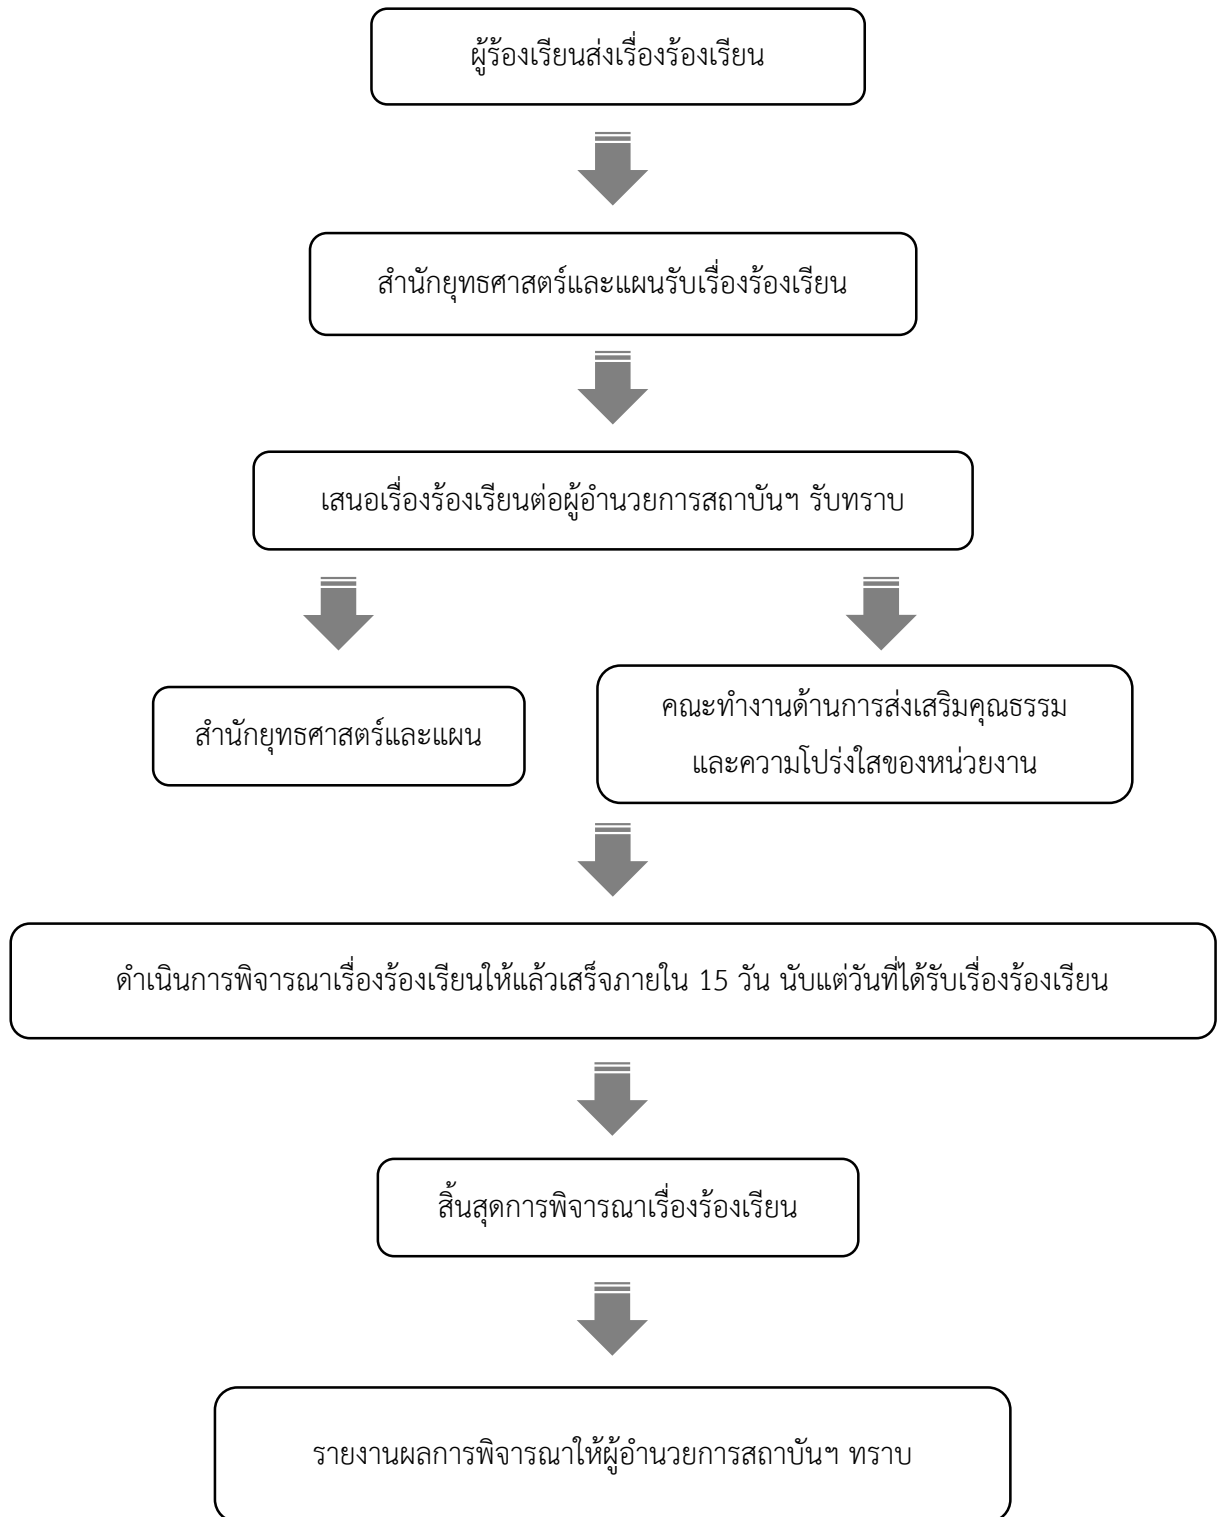 ผู้ร้องเรียนส่งเรื่องร้องเรียน
สำนักยุทธศาสตร์และแผนรับเรื่องร้องเรียน
เสนอเรื่องร้องเรียนต่อผู้อำนวยการสถาบันฯ รับทราบ
สำนักยุทธศาสตร์และแผน
คณะทำงานด้านการส่งเสริมคุณธรรม
และความโปร่งใสของหน่วยงาน
ดำเนินการพิจารณาเรื่องร้องเรียนให้แล้วเสร็จภายใน 15 วัน นับแต่วันที่ได้รับเรื่องร้องเรียน
สิ้นสุดการพิจารณาเรื่องร้องเรียน
รายงานผลการพิจารณาให้ผู้อำนวยการสถาบันฯ ทราบ